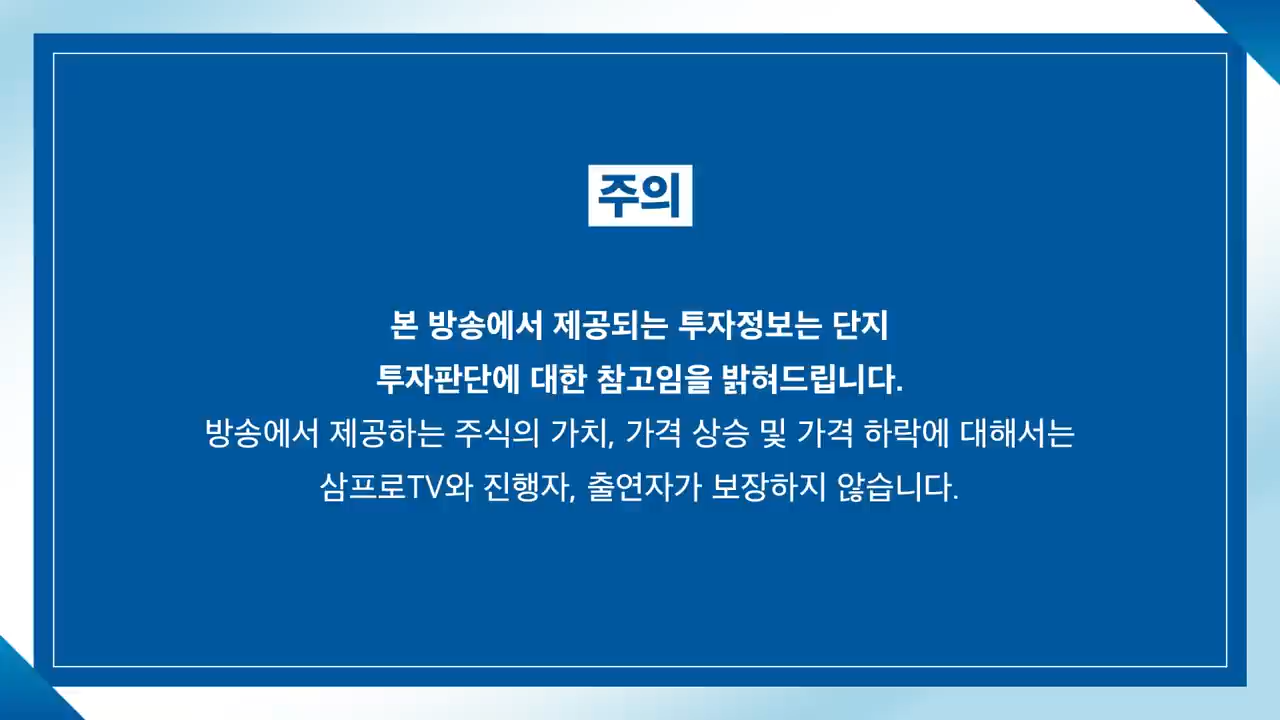 주의
본 방송에서 제공되는 투자정보는 단지
투자판단에 대한 참고임을 밝혀드립니다.
방송에서 제공하는 주식의 가치, 가격 상승 및 가격 하락에 대해서는
삼프로TV와 진행자, 출연자가 보장하지 않습니다.